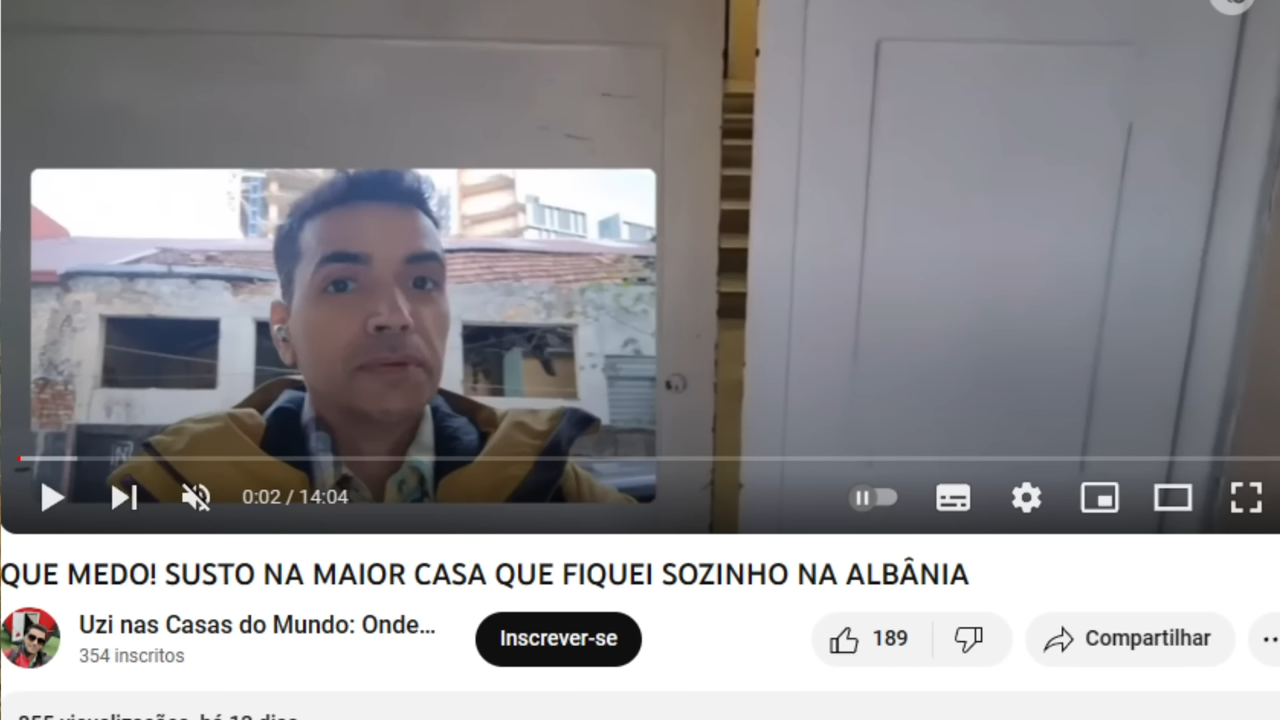 0:02 / 14:04
QUE MEDO! SUSTO NA MAIOR CASA QUE FIQUEI SOZINHO NA ALBÂNIA
Uzi nas Casas do Mundo: Onde...
354 inscritos
Inscrever-se
189
Compartilhar